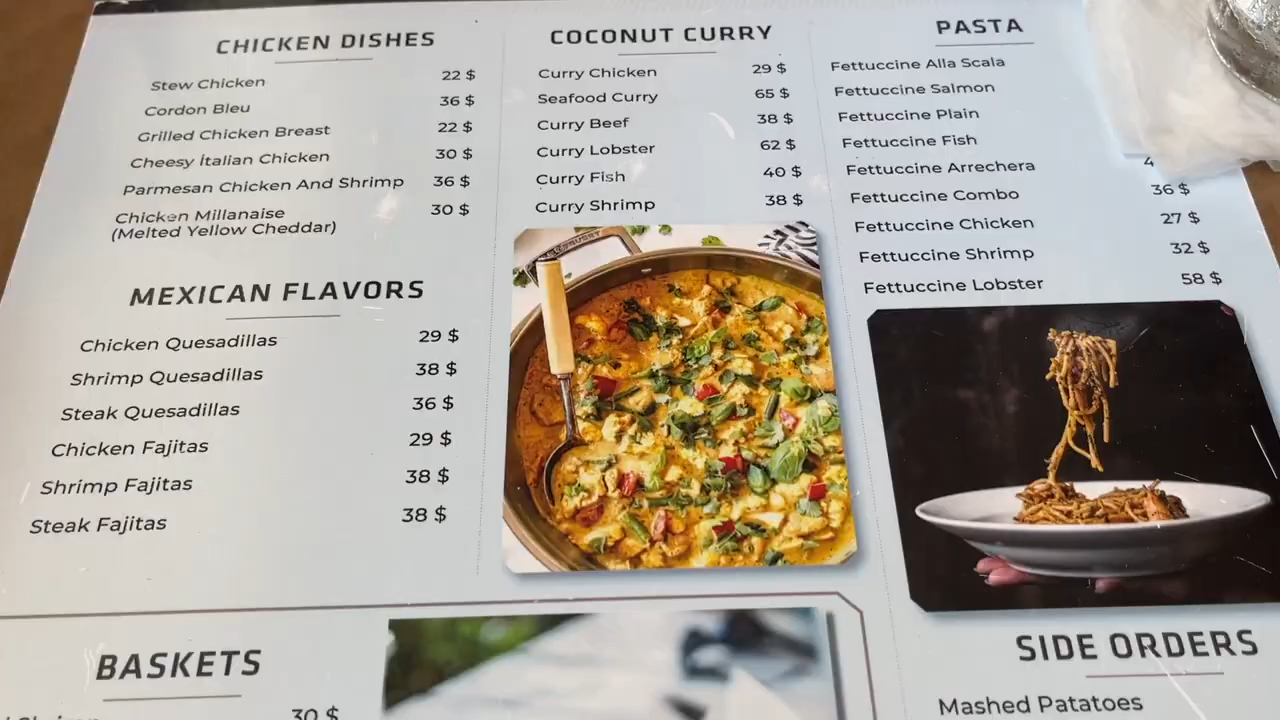 CHICKEN DISHES
Stew Chicken 22 $
Cordon Bleu 36 $
Grilled Chicken Breast 22 $
Cheesy İtalian Chicken 30 $
Parmesan Chicken And Shrimp 36 $
Chicken Millanaise 30 $
(Melted Yellow Cheddar)
MEXICAN FLAVORS
Chicken Quesadillas 29 $
Shrimp Quesadillas 38 $
Steak Quesadillas 36 $
Chicken Fajitas 29 $
Shrimp Fajitas 38 $
Steak Fajitas 38 $
COCONUT CURRY
Curry Chicken 29 $
Seafood Curry 65 $
Curry Beef 38 $
Curry Lobster 62 $
Curry Fish 40 $
Curry Shrimp 38 $
PASTA
Fettuccine Alla Scala
Fettuccine Salmon
Fettuccine Plain
Fettuccine Fish
Fettuccine Arrechera
Fettuccine Combo 36 $
Fettuccine Chicken 27 $
Fettuccine Shrimp 32 $
Fettuccine Lobster 58 $
BASKETS
30 $
SIDE ORDERS
Mashed Patatoes